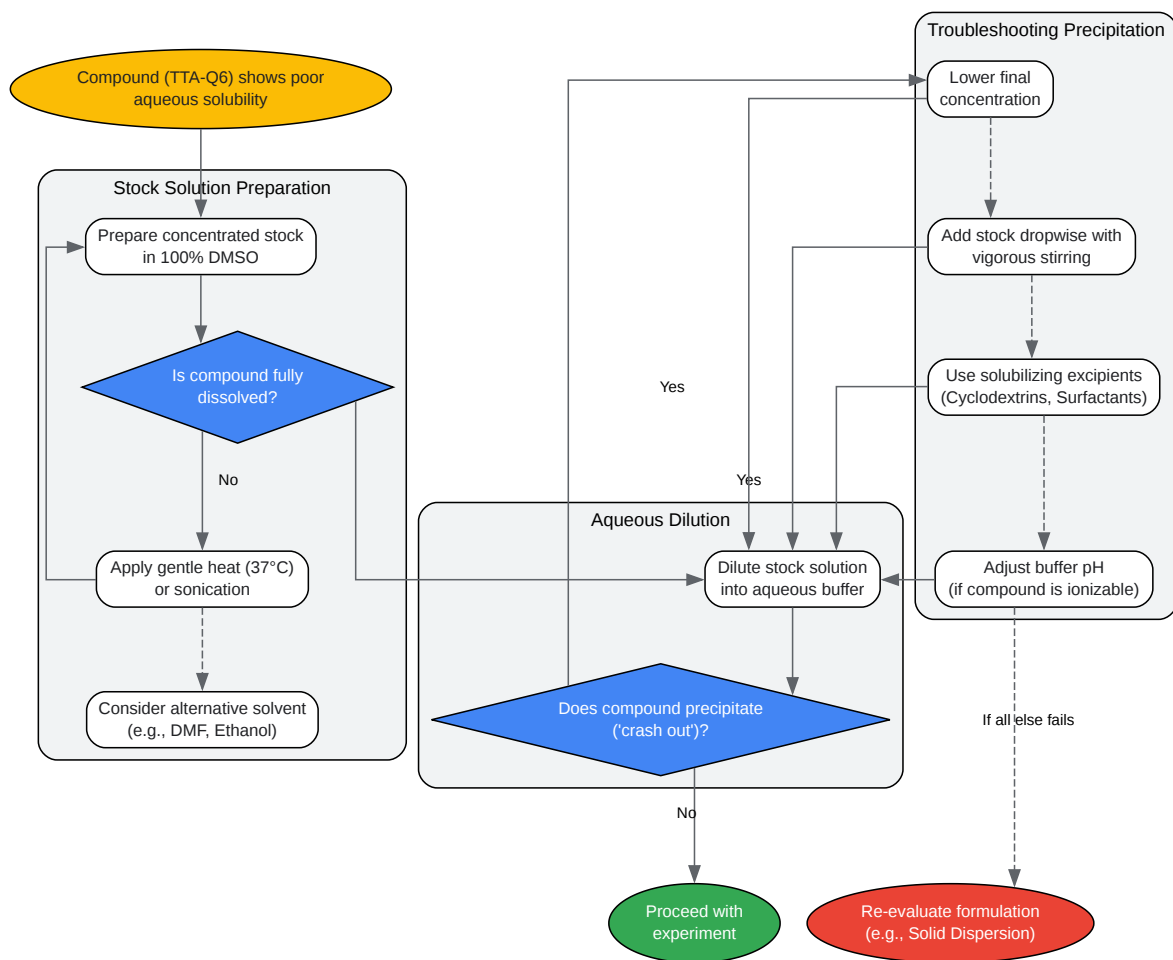 Troubleshooting Precipitation
Compound (TTA-Q6) shows poor
aqueous solubility
Lower final
concentration
Stock Solution Preparation
Prepare concentrated stock
in 100% DMSO
Add stock dropwise with
vigorous stirring
Is compound fully
dissolved?
Yes
Use solubilizing excipients
(Cyclodextrins, Surfactants)
No
Yes
Aqueous Dilution
Apply gentle heat (37°C)
or sonication
Dilute stock solution
into aqueous buffer
Adjust buffer pH
(if compound is ionizable)
Consider alternative solvent
(e.g., DMF, Ethanol)
Does compound precipitate
('crash out')?
If all else fails
No
Proceed with
experiment
Re-evaluate formulation
(e.g., Solid Dispersion)